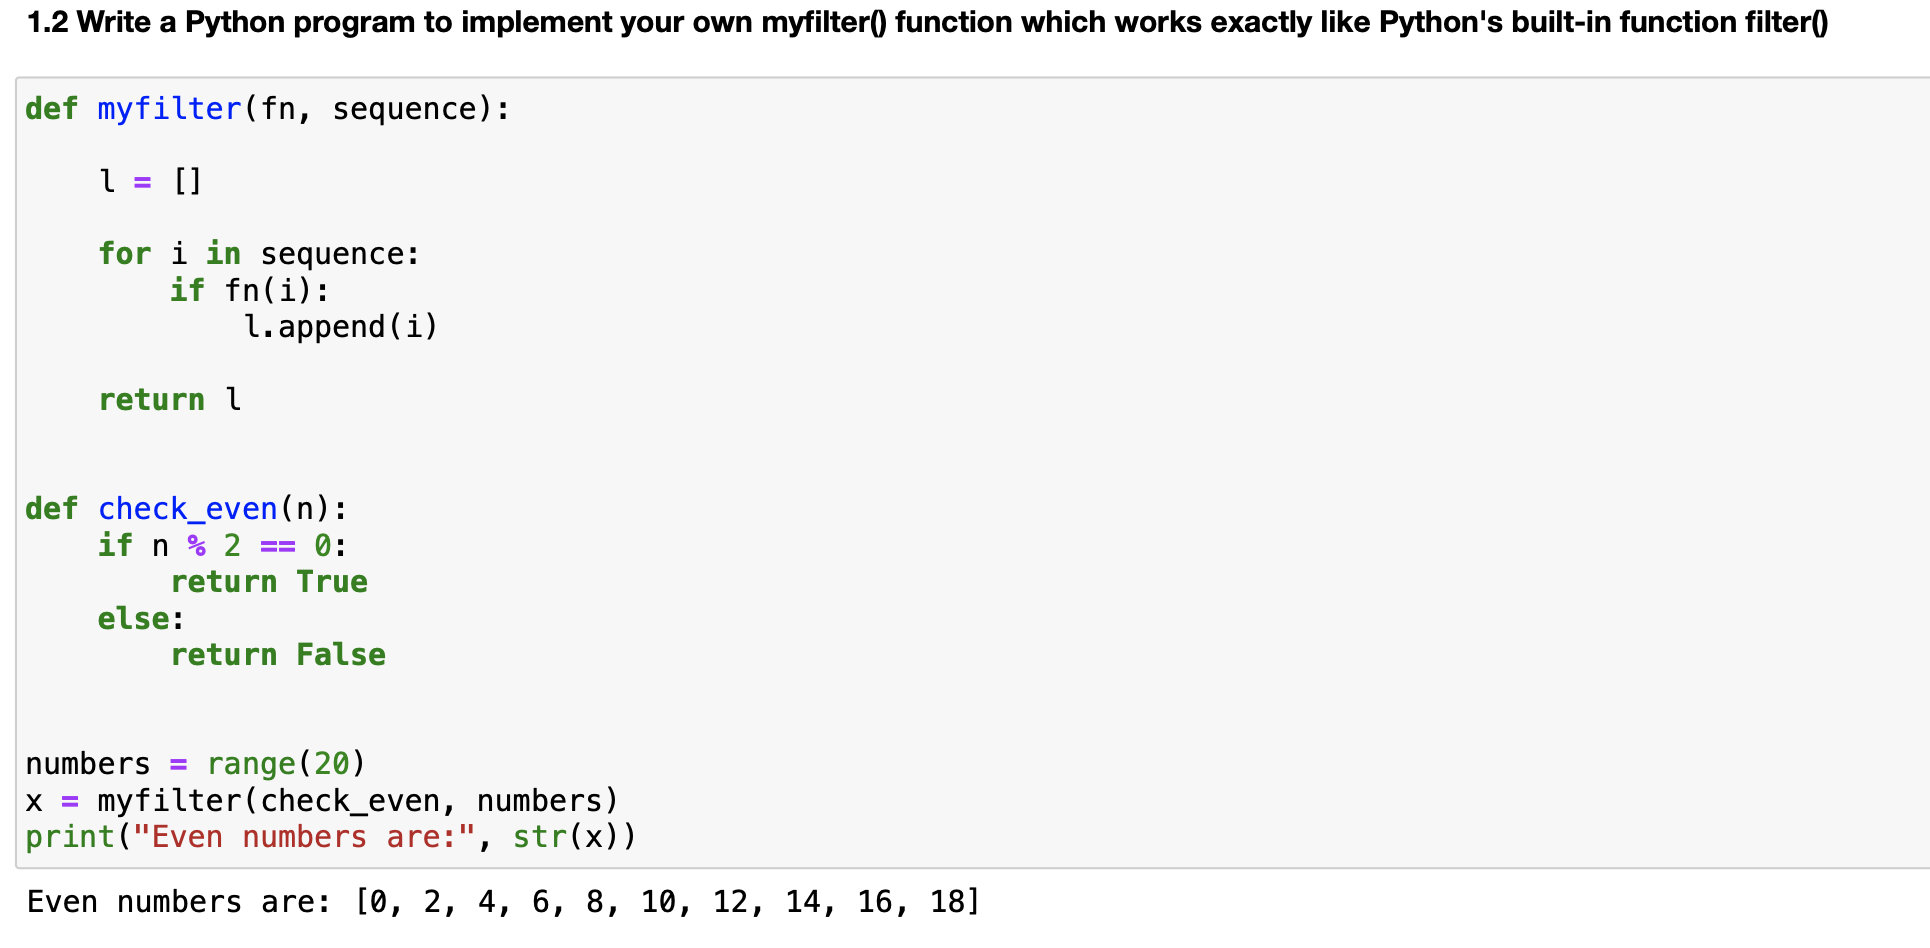 1.2 Write a Python program to implement your own myfilter() function which works exactly like Python's built-in function filter()
def myfilter(fn, sequence):
    l = []
    for i in sequence:
        if fn(i):
            l.append(i)
    return l
def check_even(n):
    if n % 2 == 0:
        return True
    else:
        return False
numbers = range(20)
x = myfilter(check_even, numbers)
print("Even numbers are:", str(x))
Even numbers are: [0, 2, 4, 6, 8, 10, 12, 14, 16, 18]